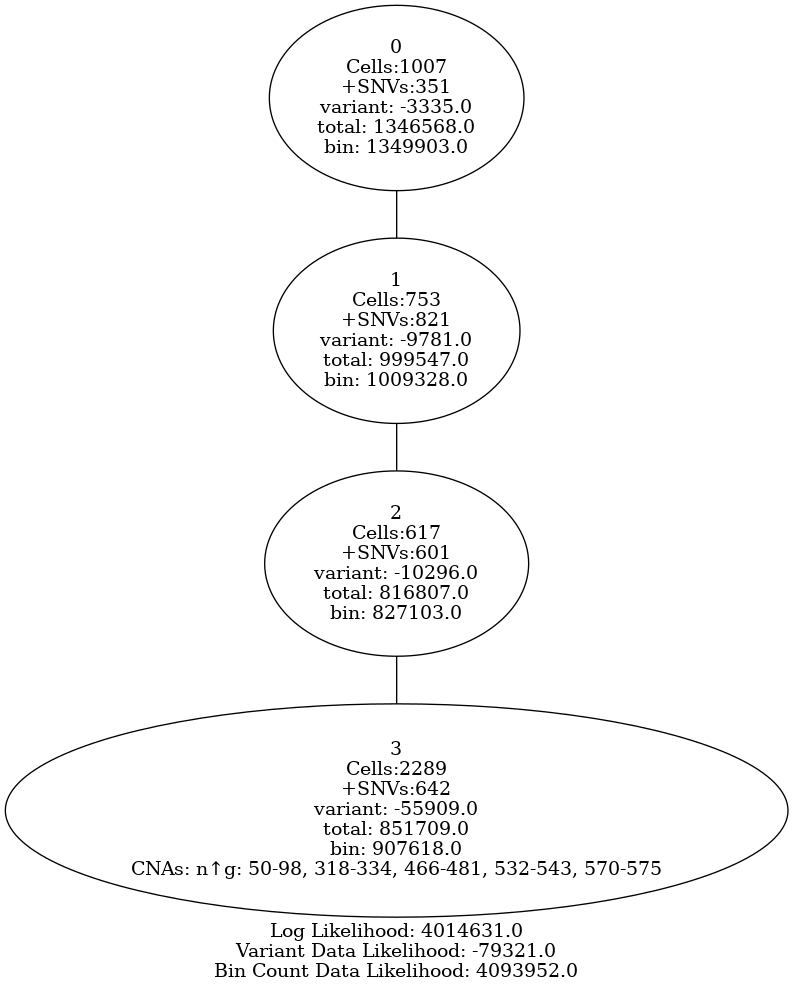 0
Cells:1007
+SNVs:351
variant: -3335.0
total: 1346568.0
bin: 1349903.0
1
Cells:753
+SNVs:821
variant: -9781.0
total: 999547.0
bin: 1009328.0
2
Cells:617
+SNVs:601
variant: -10296.0
total: 816807.0
bin: 827103.0
3
Cells:2289
+SNVs:642
variant: -55909.0
total: 851709.0
bin: 907618.0
CNAs: n↑g: 50-98, 318-334, 466-481, 532-543, 570-575
Log Likelihood: 4014631.0
Variant Data Likelihood: -79321.0
Bin Count Data Likelihood: 4093952.0